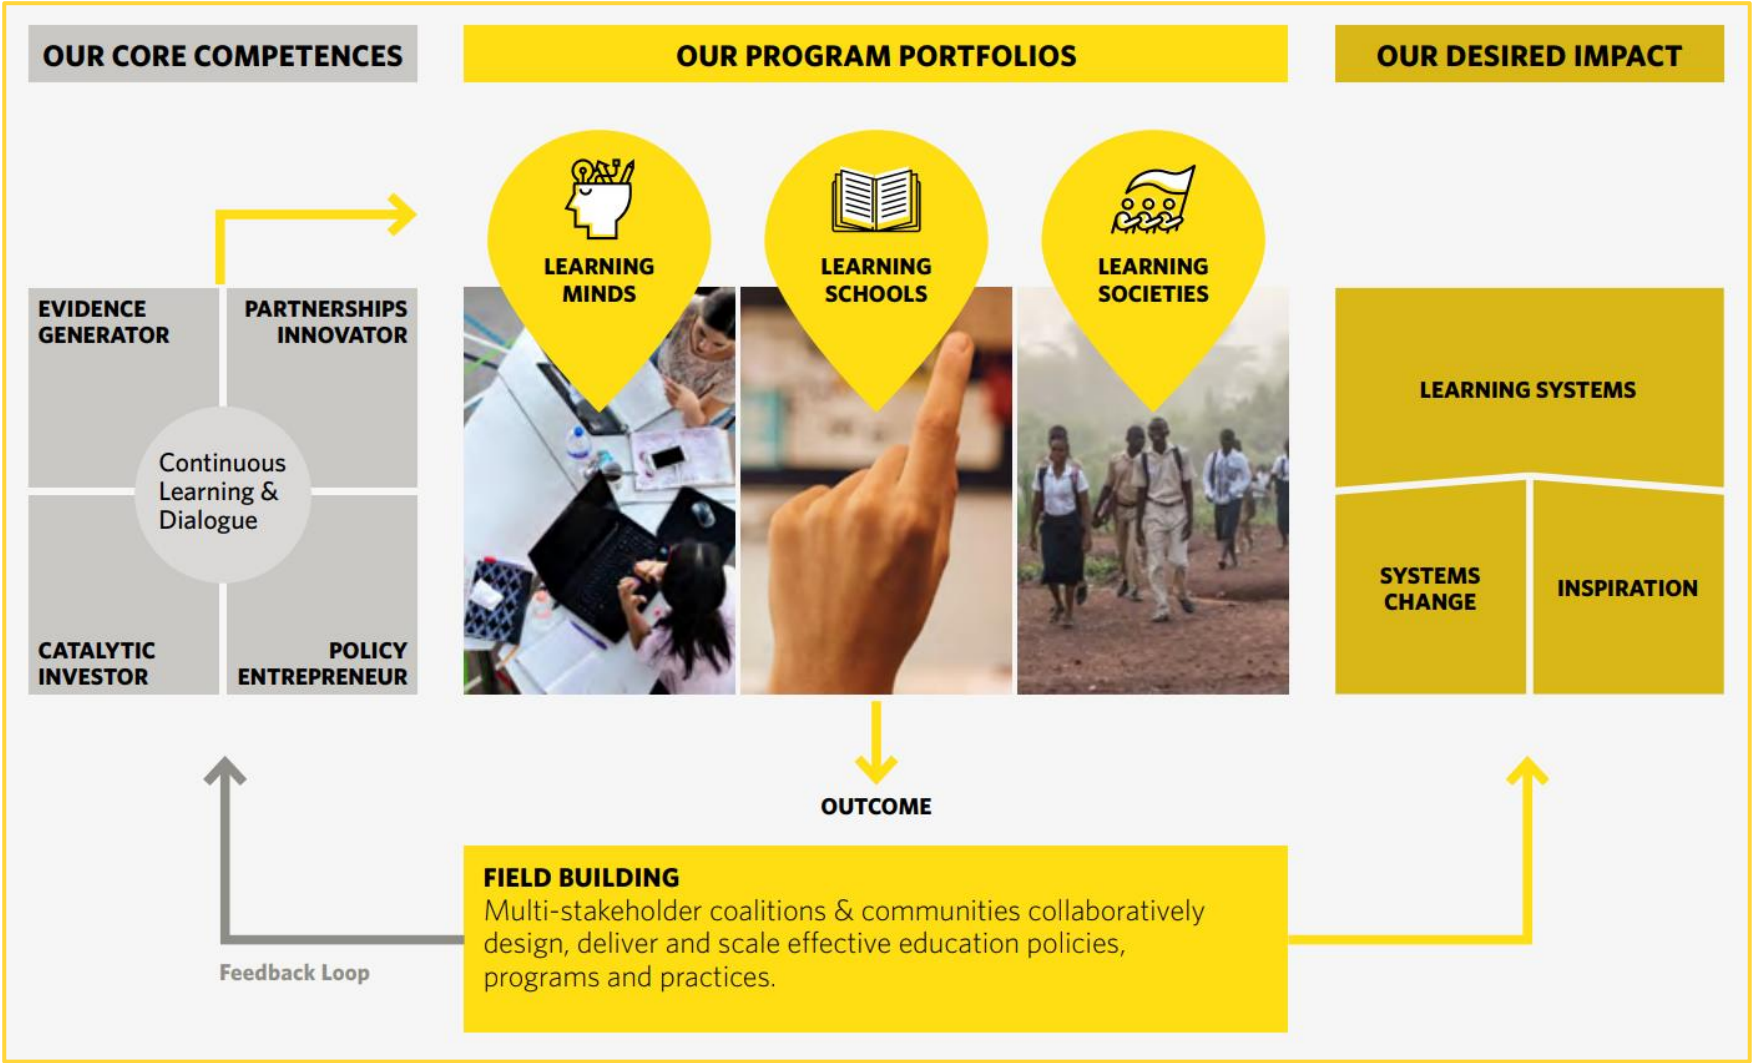 OUR CORE COMPETENCES
OUR PROGRAM PORTFOLIOS
OUR DESIRED IMPACT
EVIDENCE
GENERATOR
PARTNERSHIPS
INNOVATOR
Continuous
Learning &
Dialogue
CATALYTIC
INVESTOR
POLICY
ENTREPRENEUR
LEARNING
MINDS
LEARNING
SCHOOLS
LEARNING
SOCIETIES
LEARNING SYSTEMS
SYSTEMS
CHANGE
INSPIRATION
OUTCOME
FIELD BUILDING
Multi-stakeholder coalitions & communities collaboratively
design, deliver and scale effective education policies,
programs and practices.
Feedback Loop